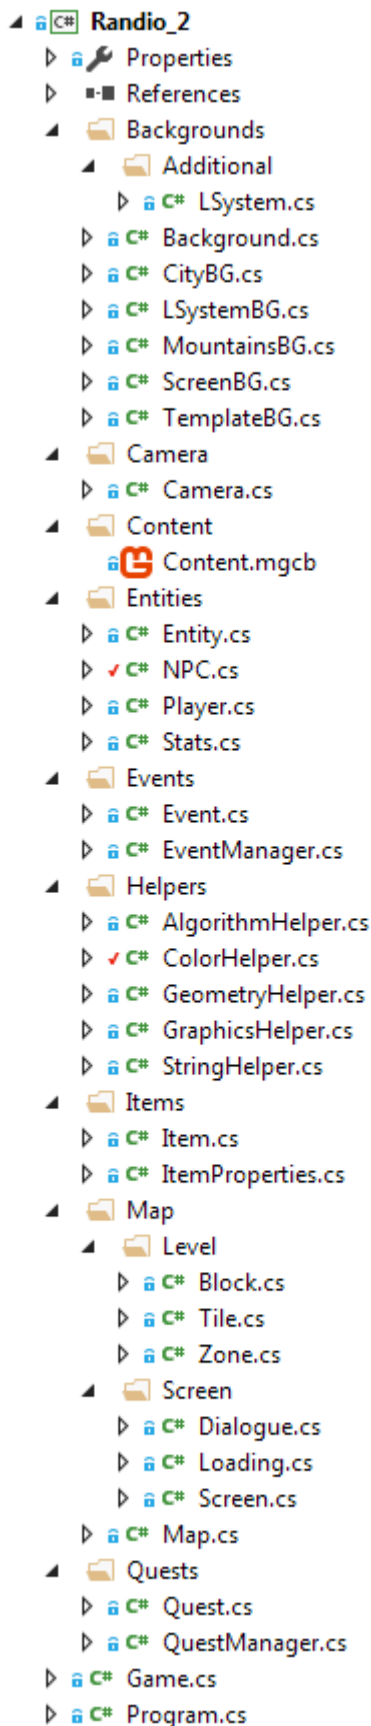 C# Randio_2
Properties
References
Backgrounds
Additional
C# LSystem.cs
C# Background.cs
C# CityBG.cs
C# LSystemBG.cs
C# MountainsBG.cs
C# ScreenBG.cs
C# TemplateBG.cs
Camera
C# Camera.cs
Content
Content.mgcb
Entities
C# Entity.cs
C# NPC.cs
C# Player.cs
C# Stats.cs
Events
C# Event.cs
C# EventManager.cs
Helpers
C# AlgorithmHelper.cs
C# ColorHelper.cs
C# GeometryHelper.cs
C# GraphicsHelper.cs
C# StringHelper.cs
Items
C# Item.cs
C# ItemProperties.cs
Map
Level
C# Block.cs
C# Tile.cs
C# Zone.cs
Screen
C# Dialogue.cs
C# Loading.cs
C# Screen.cs
C# Map.cs
Quests
C# Quest.cs
C# QuestManager.cs
C# Game.cs
C# Program.cs